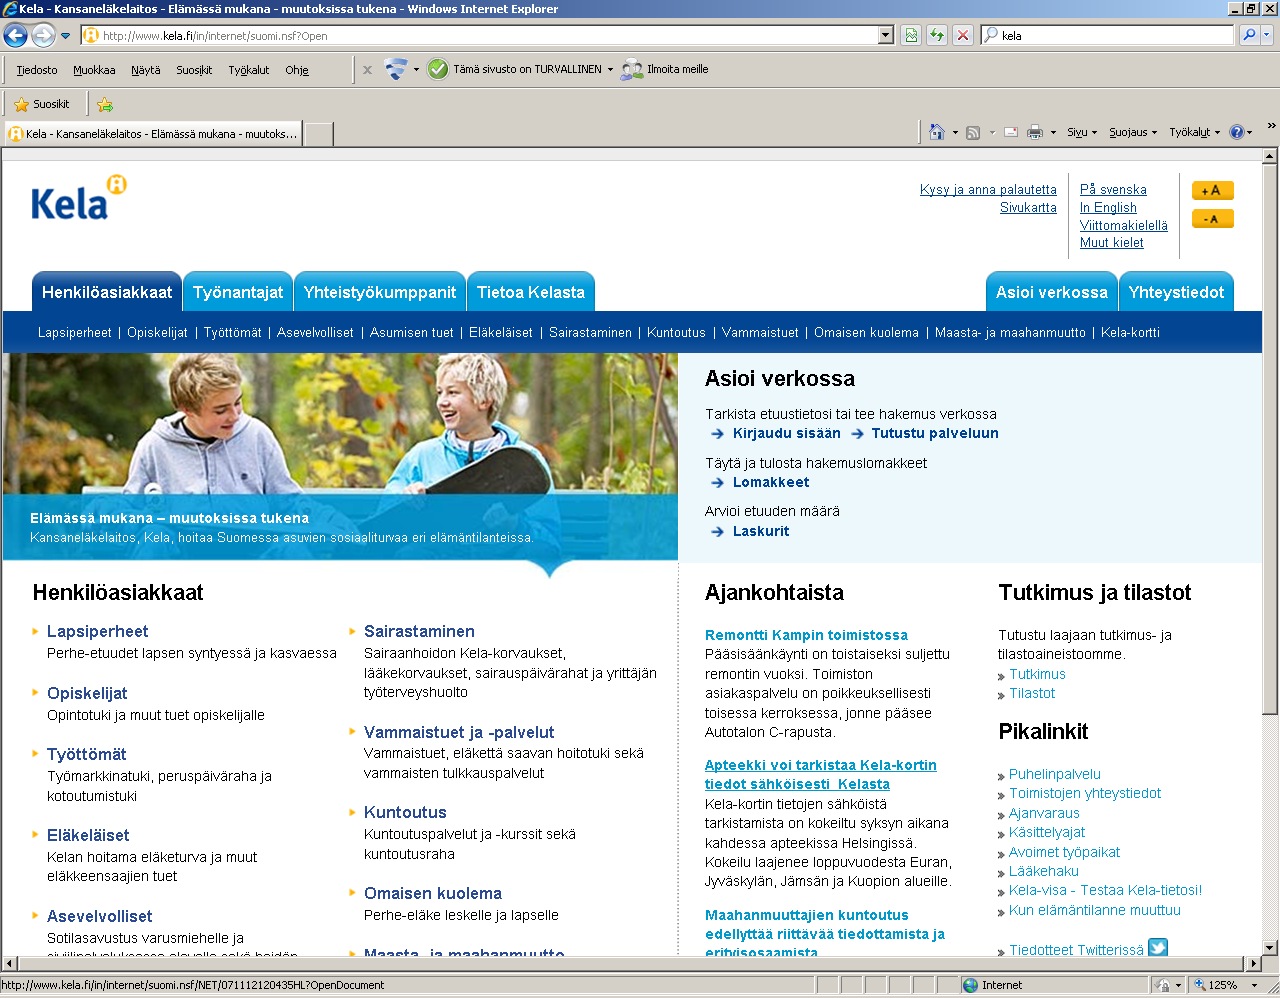 Kela - Kansaneläkelaitos - Elämässä mukana - muutoksissa tukena - Windows Internet Explorer
http://www.kela.fi/in/internet/suomi.nsf?Open
kela
Tiedosto Muokkaa Näytä Suosikit Työkalut Ohje
Tämä sivusto on TURVALLINEN
Ilmoita meille
Suosikit
Kela - Kansaneläkelaitos - Elämässä mukana - muutoks...
Sivu Suojaus Työkalut
Kela
Kysy ja anna palautetta
Sivukartta
På svenska
In English
Viittomakielellä
Muut kielet
+ A
- A
Henkilöasiakkaat Työnantajat Yhteistyökumppanit Tietoa Kelasta Asioi verkossa Yhteystiedot
Lapsiperheet | Opiskelijat | Työttömät | Asevelvolliset | Asumisen tuet | Eläkeläiset | Sairastaminen | Kuntoutus | Vammaistuet | Omaisen kuolema | Maasta- ja maahanmuutto | Kela-kortti
Elämässä mukana – muutoksissa tukena
Kansaneläkelaitos, Kela, hoitaa Suomessa asuvien sosiaaliturvaa eri elämäntilanteissa.
Asioi verkossa
Tarkista etuustietosi tai tee hakemus verkossa
Kirjaudu sisään Tutustu palveluun
Täytä ja tulosta hakemuslomakkeet
Lomakkeet
Arvioi etuuden määrä
Laskurit
Henkilöasiakkaat
Lapsiperheet
Perhe-etuudet lapsen syntyessä ja kasvaessa
Opiskelijat
Opintotuki ja muut tuet opiskelijalle
Työttömät
Työmarkkinatuki, peruspäiväraha ja
kotoutumistuki
Eläkeläiset
Kelan hoitama eläketurva ja muut
eläkkeensaajien tuet
Asevelvolliset
Sotilasavustus varusmiehelle ja
siviilipalveluksessa olevalle sekä heidän
Sairastaminen
Sairaanhoidon Kela-korvaukset,
lääkekorvaukset, sairauspäivärahat ja yrittäjän
työterveyshuolto
Vammaistuet ja -palvelut
Vammaistuet, eläkettä saavan hoitotuki sekä
vammaisten tulkkauspalvelut
Kuntoutus
Kuntoutuspalvelut ja -kurssit sekä
kuntoutusraha
Omaisen kuolema
Perhe-eläke leskelle ja lapselle
Maasta- ja maahanmuutto
Ajankohtaista
Remontti Kampin toimistossa
Pääsisäänkäynti on toistaiseksi suljettu
remontin vuoksi. Toimiston
asiakaspalvelu on poikkeuksellisesti
toisessa kerroksessa, jonne pääsee
Autotalon C-rapusta.
Apteekki voi tarkistaa Kela-kortin
tiedot sähköisesti Kelasta
Kela-kortin tietojen sähköistä
tarkistamista on kokeiltu syksyn aikana
kahdessa apteekissa Helsingissä.
Kokeilu laajenee loppuvuodesta Euran,
Jyväskylän, Jämsän ja Kuopion alueille.
Maahanmuuttajien kuntoutus
edellyttää riittävää tiedottamista ja
erityisosaamista
Tutkimus ja tilastot
Tutustu laajaan tutkimus- ja
tilastoaineistoomme.
Tutkimus
Tilastot
Pikalinkit
Puhelinpalvelu
Toimistojen yhteystiedot
Ajanvaraus
Käsittelyajat
Avoimet työpaikat
Lääkehaku
Kela-visa - Testaa Kela-tietosi!
Kun elämäntilanne muuttuu
Tiedotteet Twitterissä
http://www.kela.fi/in/internet/suomi.nsf/NET/071112120435HL?OpenDocument
Internet
125%